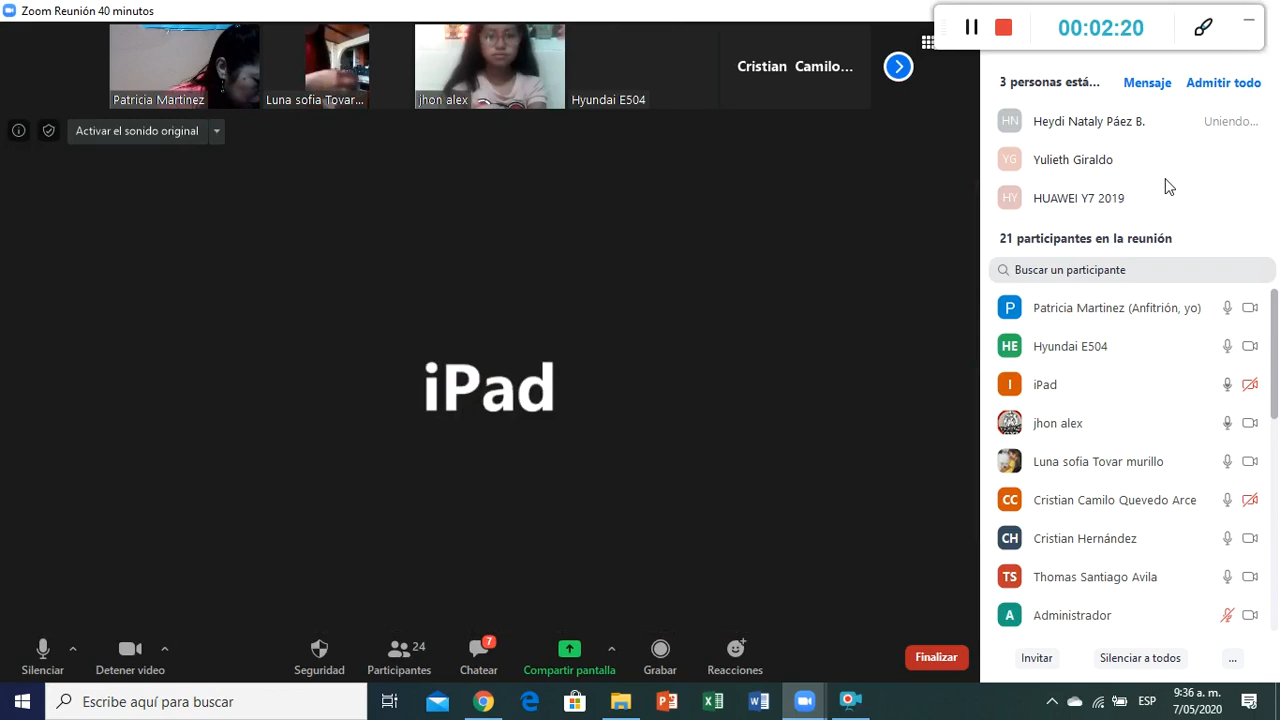 Zoom Reunión 40 minutos
00:02:20
Patricia Martinez
Luna sofia Tovar...
jhon alex
Hyundai E504
Cristian Camilo...
Activar el sonido original
iPad
3 personas está...
Mensaje
Admitir todo
HN Heydi Nataly Páez B. Uniendo...
YG Yulieth Giraldo
HY HUAWEI Y7 2019
21 participantes en la reunión
Buscar un participante
P Patricia Martinez (Anfitrión, yo)
HE Hyundai E504
I iPad
jhon alex
Luna sofia Tovar murillo
CC Cristian Camilo Quevedo Arce
CH Cristian Hernández
TS Thomas Santiago Avila
A Administrador
Invitar
Silenciar a todos
...
Silenciar
Detener video
Seguridad
24
Participantes
7
Chatear
Compartir pantalla
Grabar
Reacciones
Finalizar
Escribe aquí para buscar
ESP
9:36 a. m.
7/05/2020